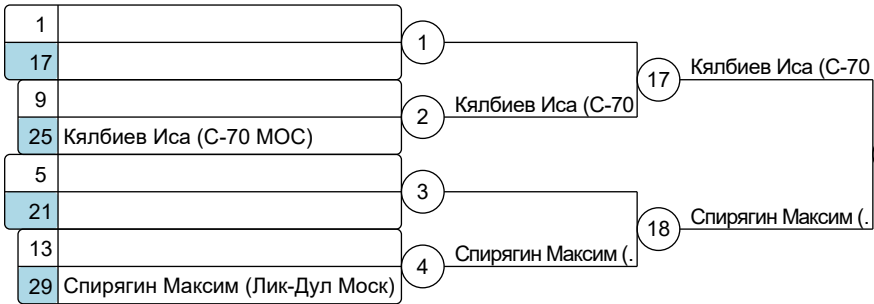 1
17
1
Кялбиев Иса (С-70
17
9
2
Кялбиев Иса (С-70
25 Кялбиев Иса (С-70 МОС)
5
3
21
Спирягин Максим (.
18
13
4
Спирягин Максим (.
29 Спирягин Максим (Лик-Дул Моск)